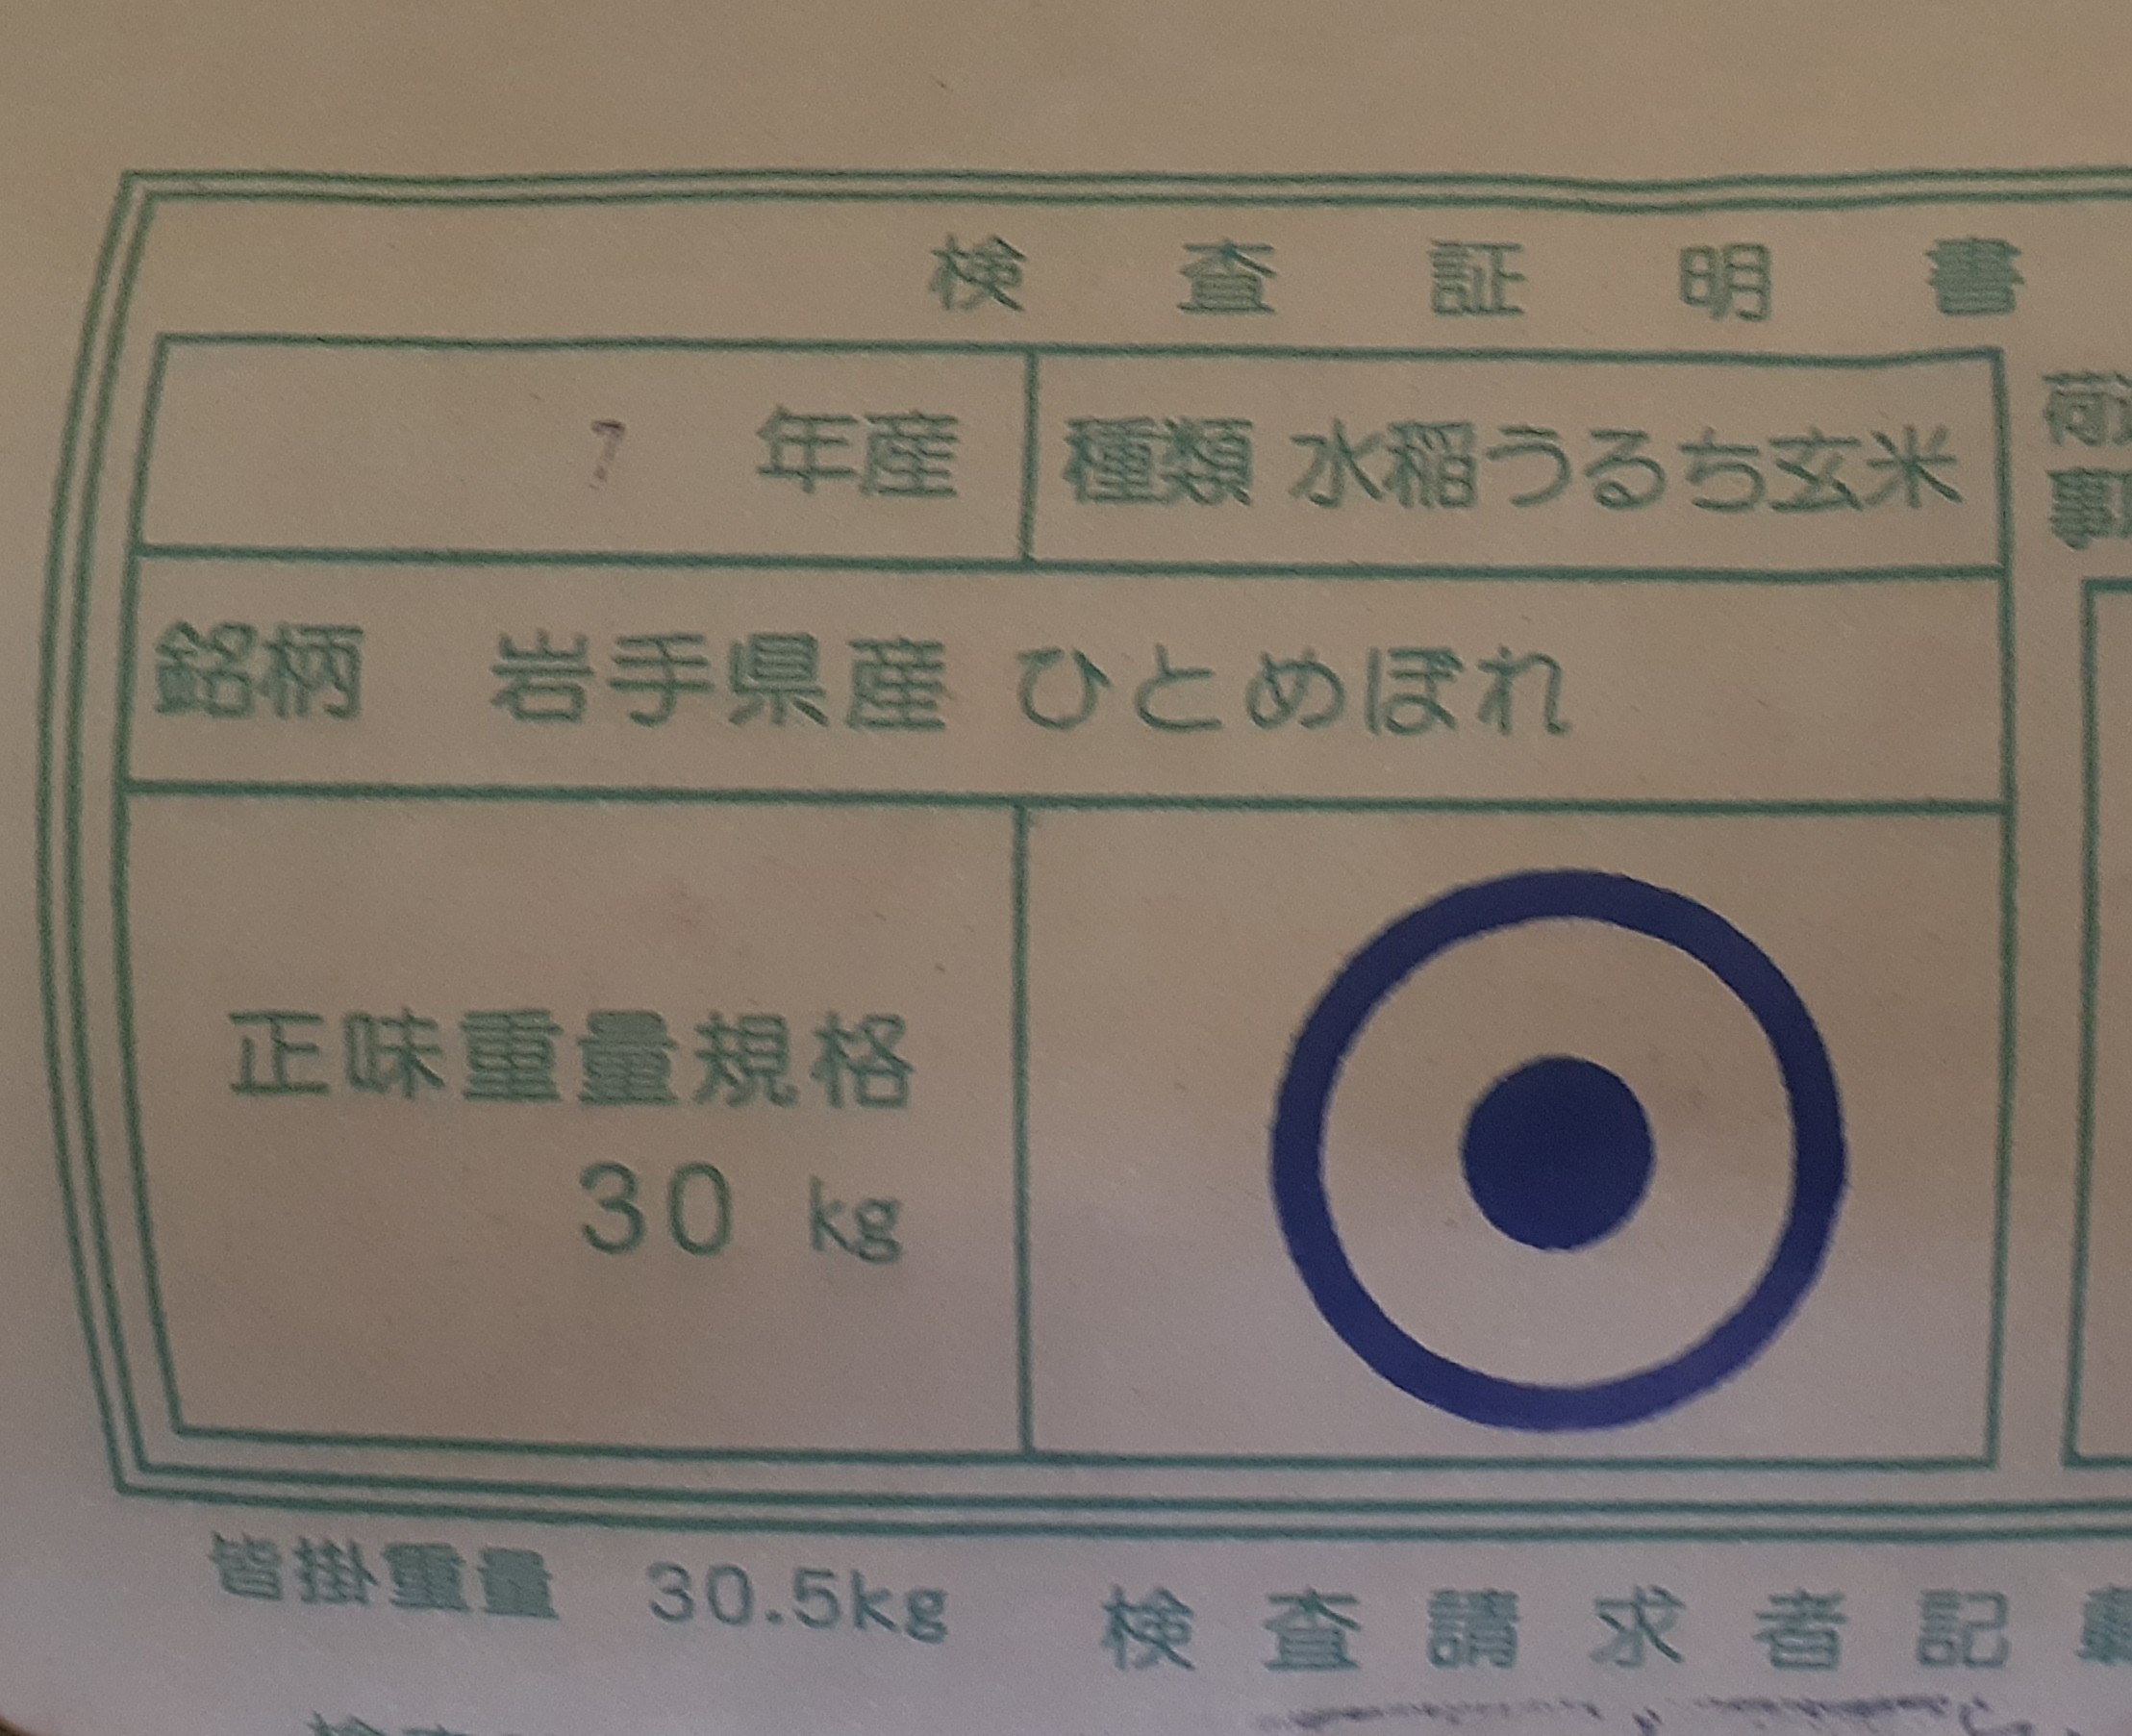 検査証明書
7 年産
種類 水稲うるち玄米
銘柄 岩手県産 ひとめぼれ
正味重量規格
30 kg
皆掛重量 30.5kg
検査請求者記載